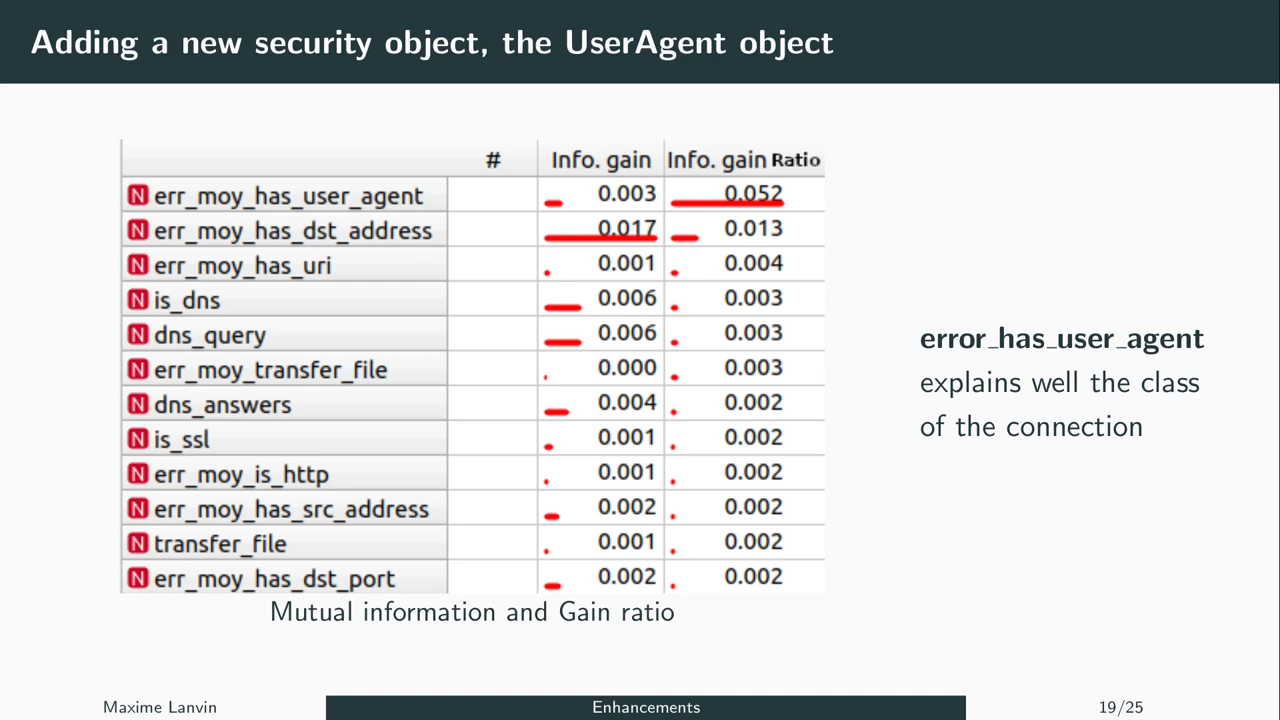 Adding a new security object, the UserAgent object
# Info. gain Info. gain Ratio
N err_moy_has_user_agent 0.003 0.052
N err_moy_has_dst_address 0.017 0.013
N err_moy_has_uri 0.001 0.004
N is_dns 0.006 0.003
N dns_query 0.006 0.003
N err_moy_transfer_file 0.000 0.003
N dns_answers 0.004 0.002
N is_ssl 0.001 0.002
N err_moy_is_http 0.001 0.002
N err_moy_has_src_address 0.002 0.002
N transfer_file 0.001 0.002
N err_moy_has_dst_port 0.002 0.002
Mutual information and Gain ratio
error_has_user_agent
explains well the class
of the connection
Maxime Lanvin Enhancements 19/25